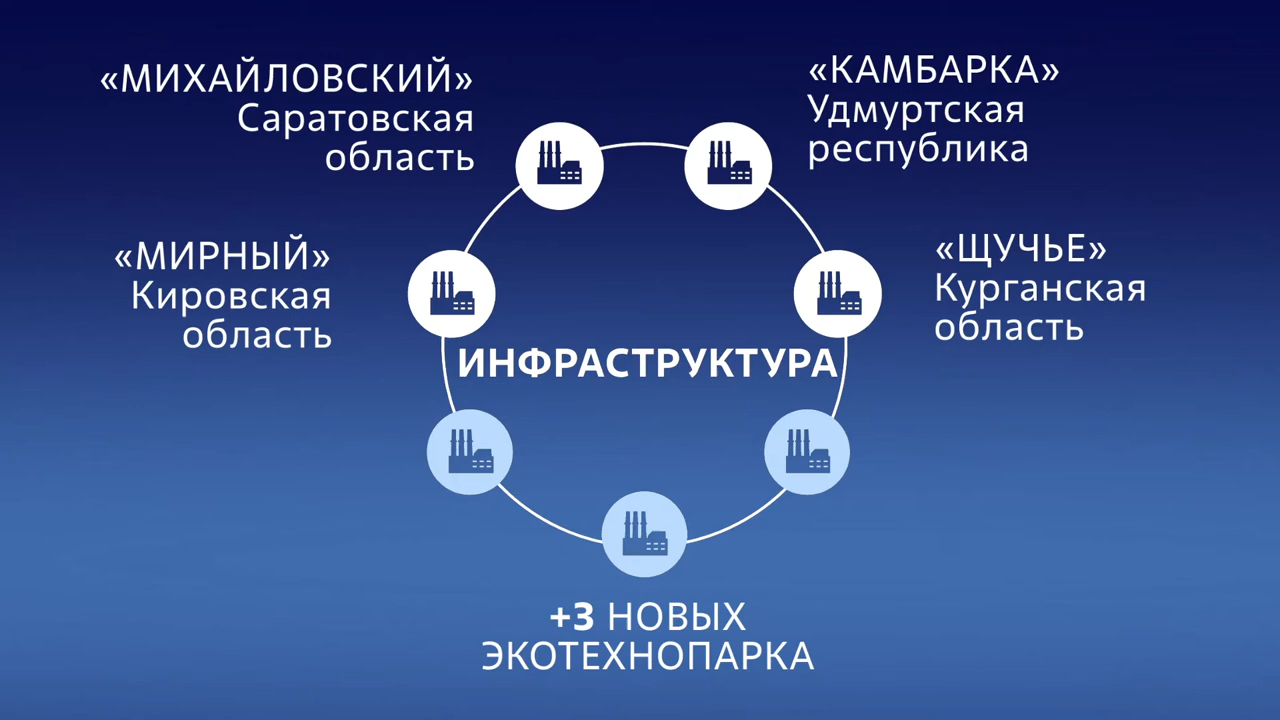 «МИХАЙЛОВСКИЙ»
Саратовская
область
«КАМБАРКА»
Удмуртская
республика
«МИРНЫЙ»
Кировская
область
«ЩУЧЬЕ»
Курганская
область
ИНФРАСТРУКТУРА
+3 НОВЫХ
ЭКОТЕХНОПАРКА